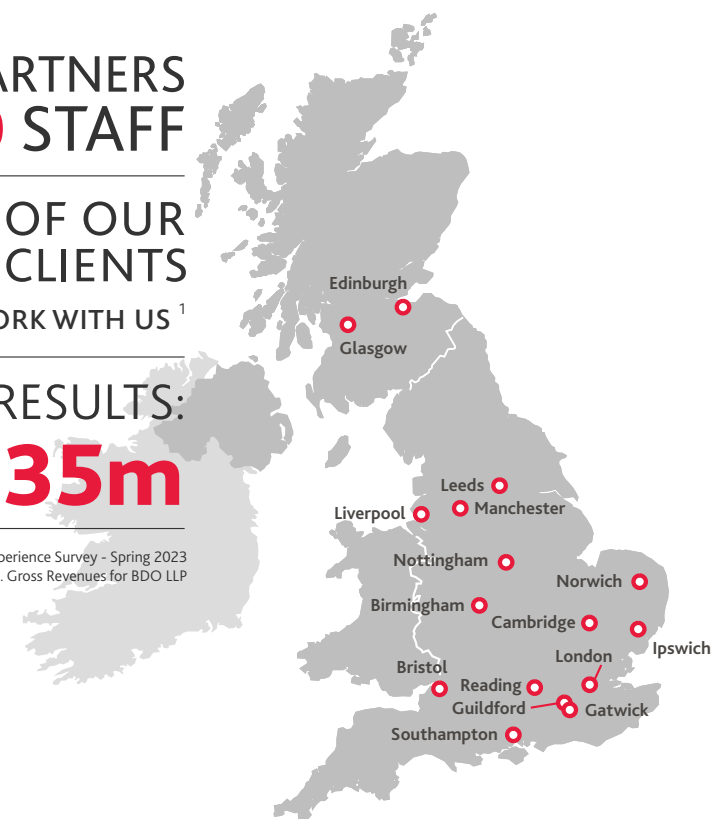 ARTNERS
STAFF
OF OUR
CLIENTS
ORK WITH US 1
RESULTS:
35m
perience Survey - Spring 2023
. Gross Revenues for BDO LLP
Edinburgh
Glasgow
Leeds
Manchester
Liverpool
Nottingham
Norwich
Birmingham
Cambridge
Ipswich
London
Bristol
Reading
Guildford
Gatwick
Southampton